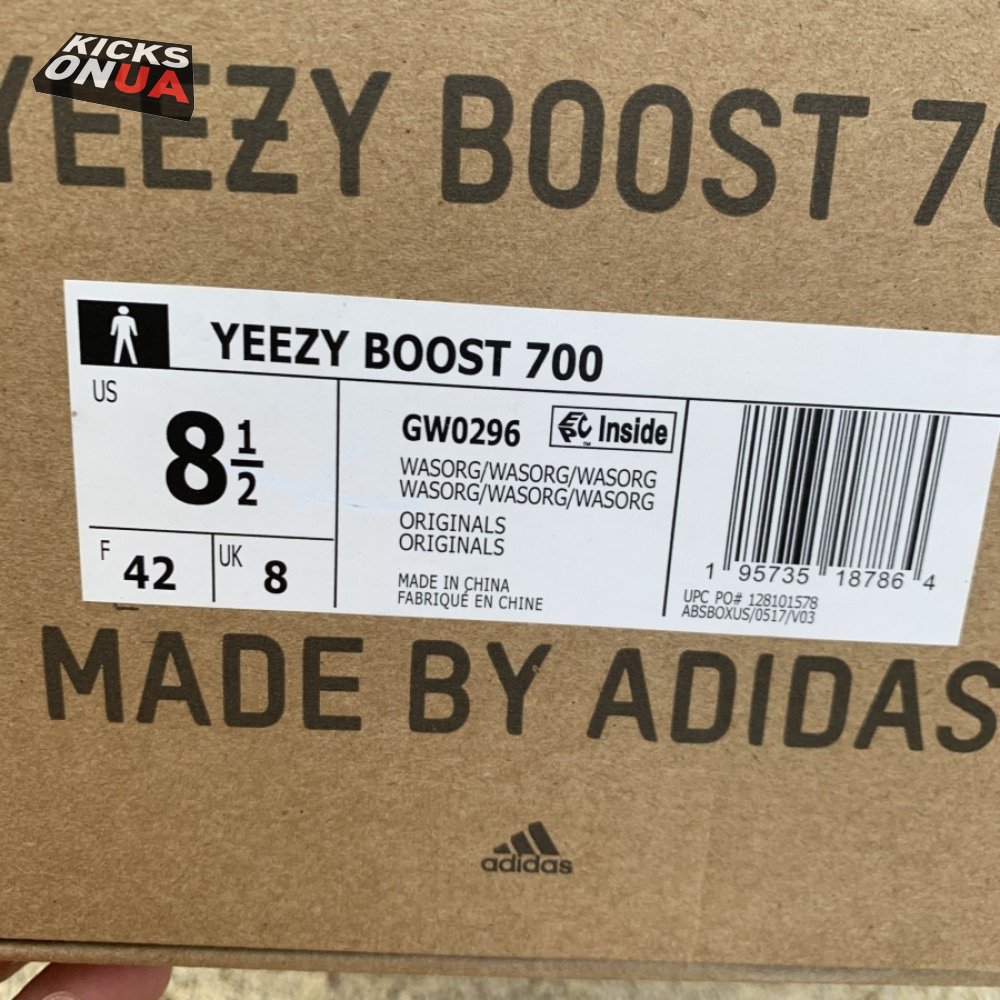 KICKS
ONUA
YEEZY BOOST 70
YEEZY BOOST 700
US
8 1/2
F 42
UK 8
GW0296
EPC Inside
WASORG/WASORG/WASORG
WASORG/WASORG/WASORG
ORIGINALS
ORIGINALS
MADE IN CHINA
FABRIQUÉ EN CHINE
1 95735 18786 4
UPC PO# 128101578
ABSBOXUS/0517/V03
MADE BY ADIDAS
adidas